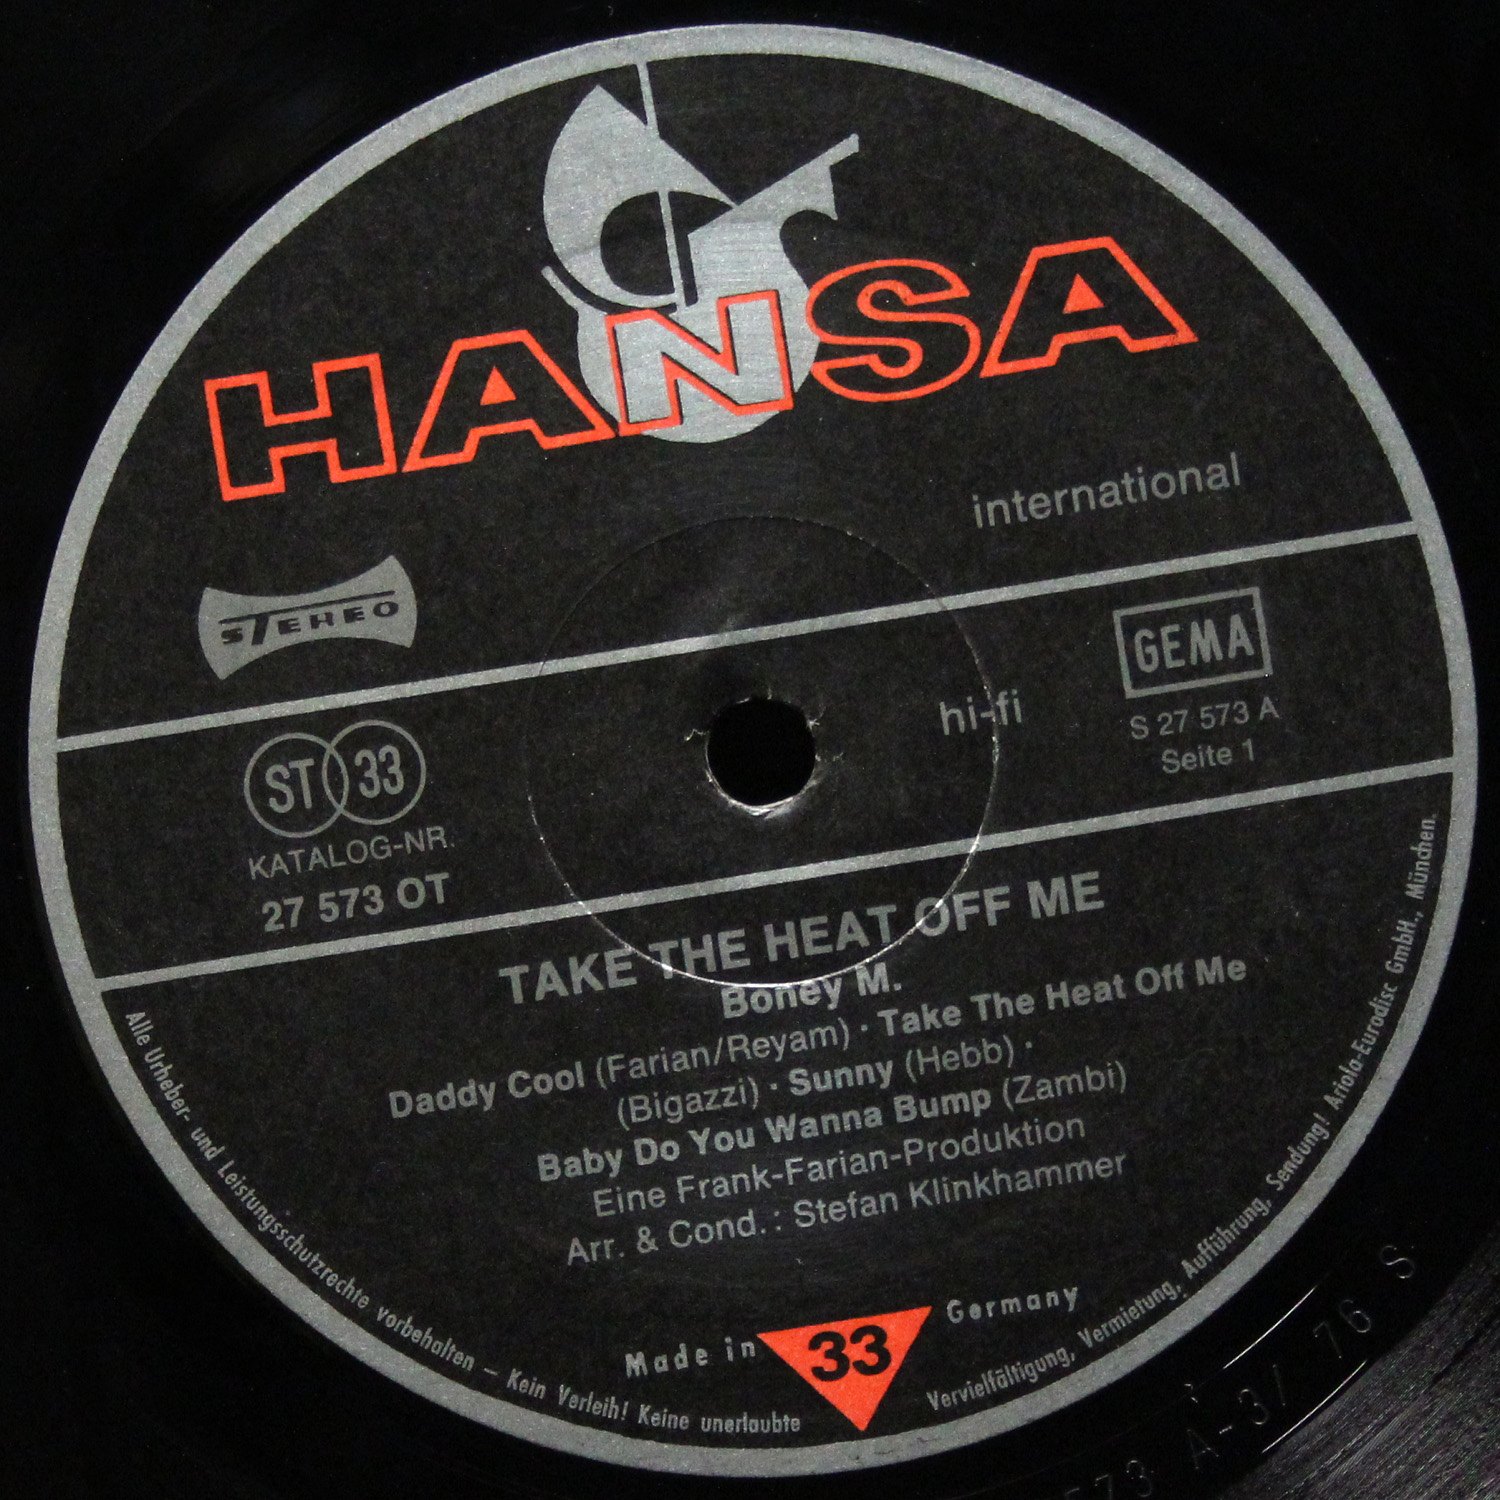 HANSA
international
STEREO
GEMA
hi-fi
S 27 573 A
Seite 1
ST 33
KATALOG-NR.
27 573 OT
TAKE THE HEAT OFF ME
Boney M.
Daddy Cool (Farian/Reyam) · Take The Heat Off Me
(Bigazzi) · Sunny (Hebb) ·
Baby Do You Wanna Bump (Zambi)
Eine Frank-Farian-Produktion
Arr. & Cond.: Stefan Klinkhammer
Made in 33 Germany
Alle Urheber- und Leistungsschutzrechte vorbehalten – Kein Verleih! Keine unerlaubte Vervielfältigung, Vermietung, Aufführung, Sendung! Ariola-Eurodisc GmbH., München.
573 A-3/76 S